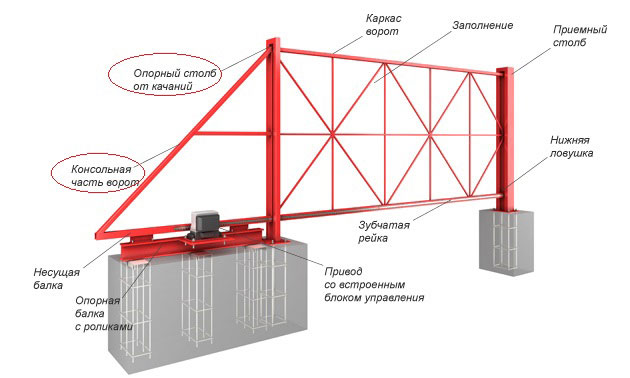 Каркас
ворот
Заполнение
Приемный
столб
Опорный столб
от качаний
Консольная
часть ворот
Нижняя
ловушка
Зубчатая
рейка
Несущая
балка
Опорная
балка
с роликами
Привод
со встроенным
блоком управления